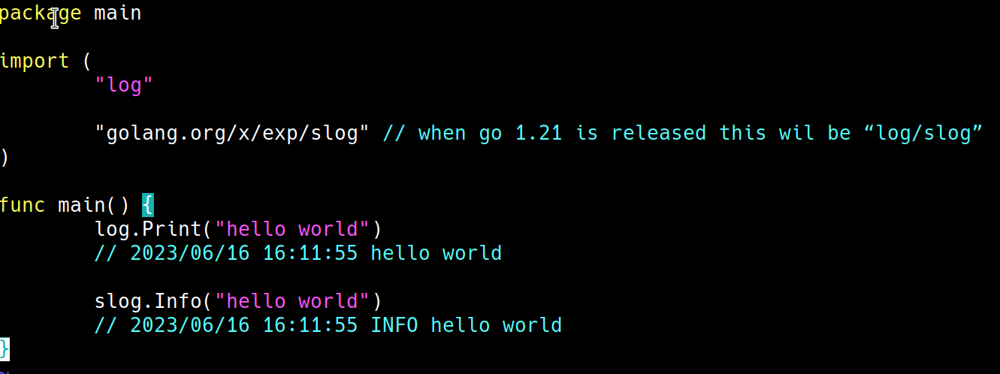 package main
import (
"log"
"golang.org/x/exp/slog" // when go 1.21 is released this wil be “log/slog”
)
func main() {
log.Print("hello world")
// 2023/06/16 16:11:55 hello world
slog.Info("hello world")
// 2023/06/16 16:11:55 INFO hello world
}